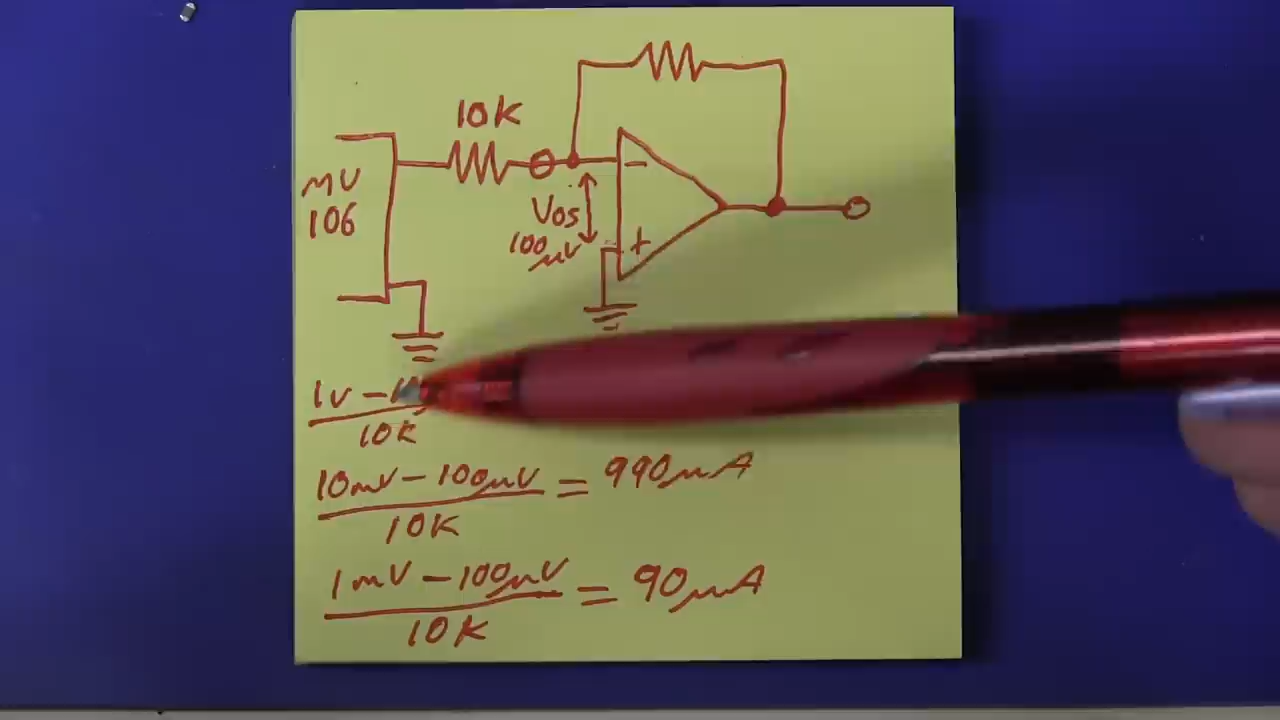 10K
MV
106
-
Vos
100
µV
+
1V -
10K
10mV - 100µV = 990µA
10K
1mV - 100µV = 90µA
10K